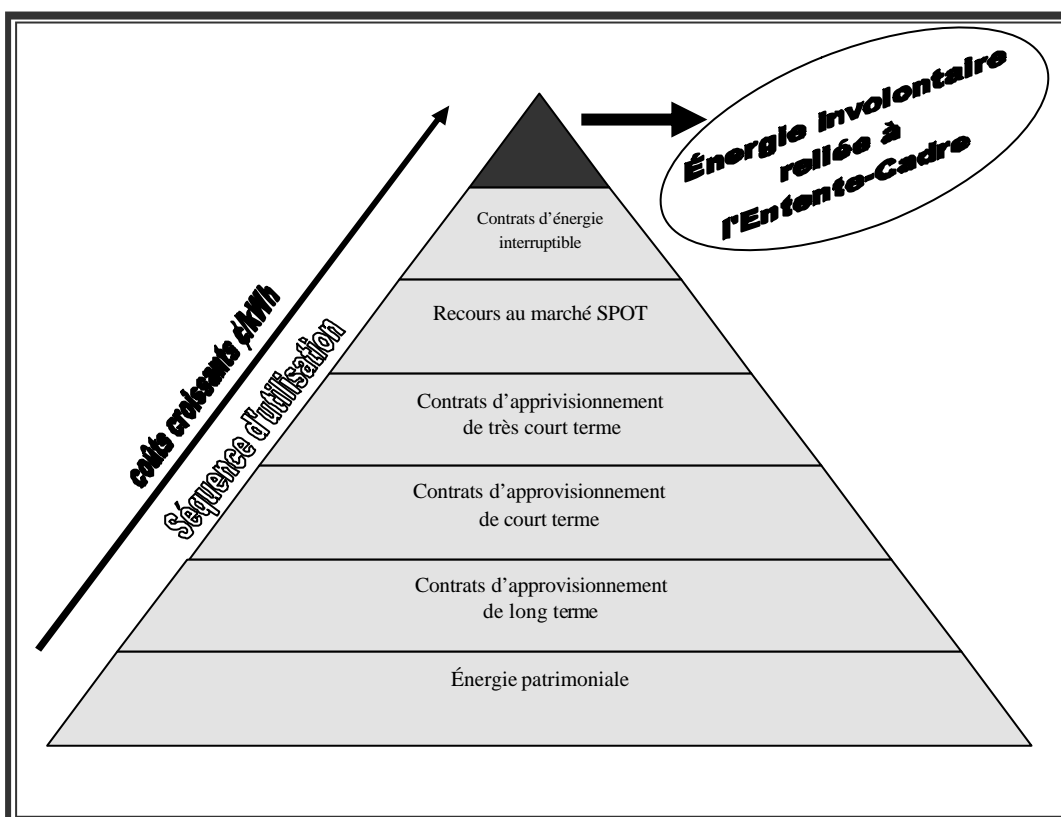 Énergie involontaire
reliée à
l'Entente-Cadre
Contrats d'énergie
interruptible
Recours au marché SPOT
coûts croissants ¢/kWh
Séquence d'utilisation
Contrats d'apprivisionnement
de très court terme
Contrats d'approvisionnement
de court terme
Contrats d'approvisionnement
de long terme
Énergie patrimoniale